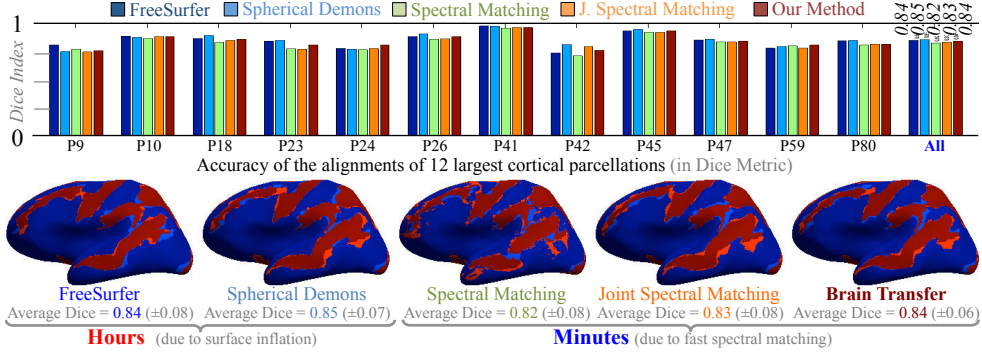 FreeSurfer Spherical Demons Spectral Matching J. Spectral Matching Our Method
0.84 0.85 0.82 0.83 0.84
1
Dice Index
0
P9 P10 P18 P23 P24 P26 P41 P42 P45 P47 P59 P80 All
Accuracy of the alignments of 12 largest cortical parcellations (in Dice Metric)
FreeSurfer Spherical Demons Spectral Matching Joint Spectral Matching Brain Transfer
Average Dice = 0.84 (±0.08) Average Dice = 0.85 (±0.07) Average Dice = 0.82 (±0.08) Average Dice = 0.83 (±0.08) Average Dice = 0.84 (±0.06)
Hours (due to surface inflation) Minutes (due to fast spectral matching)